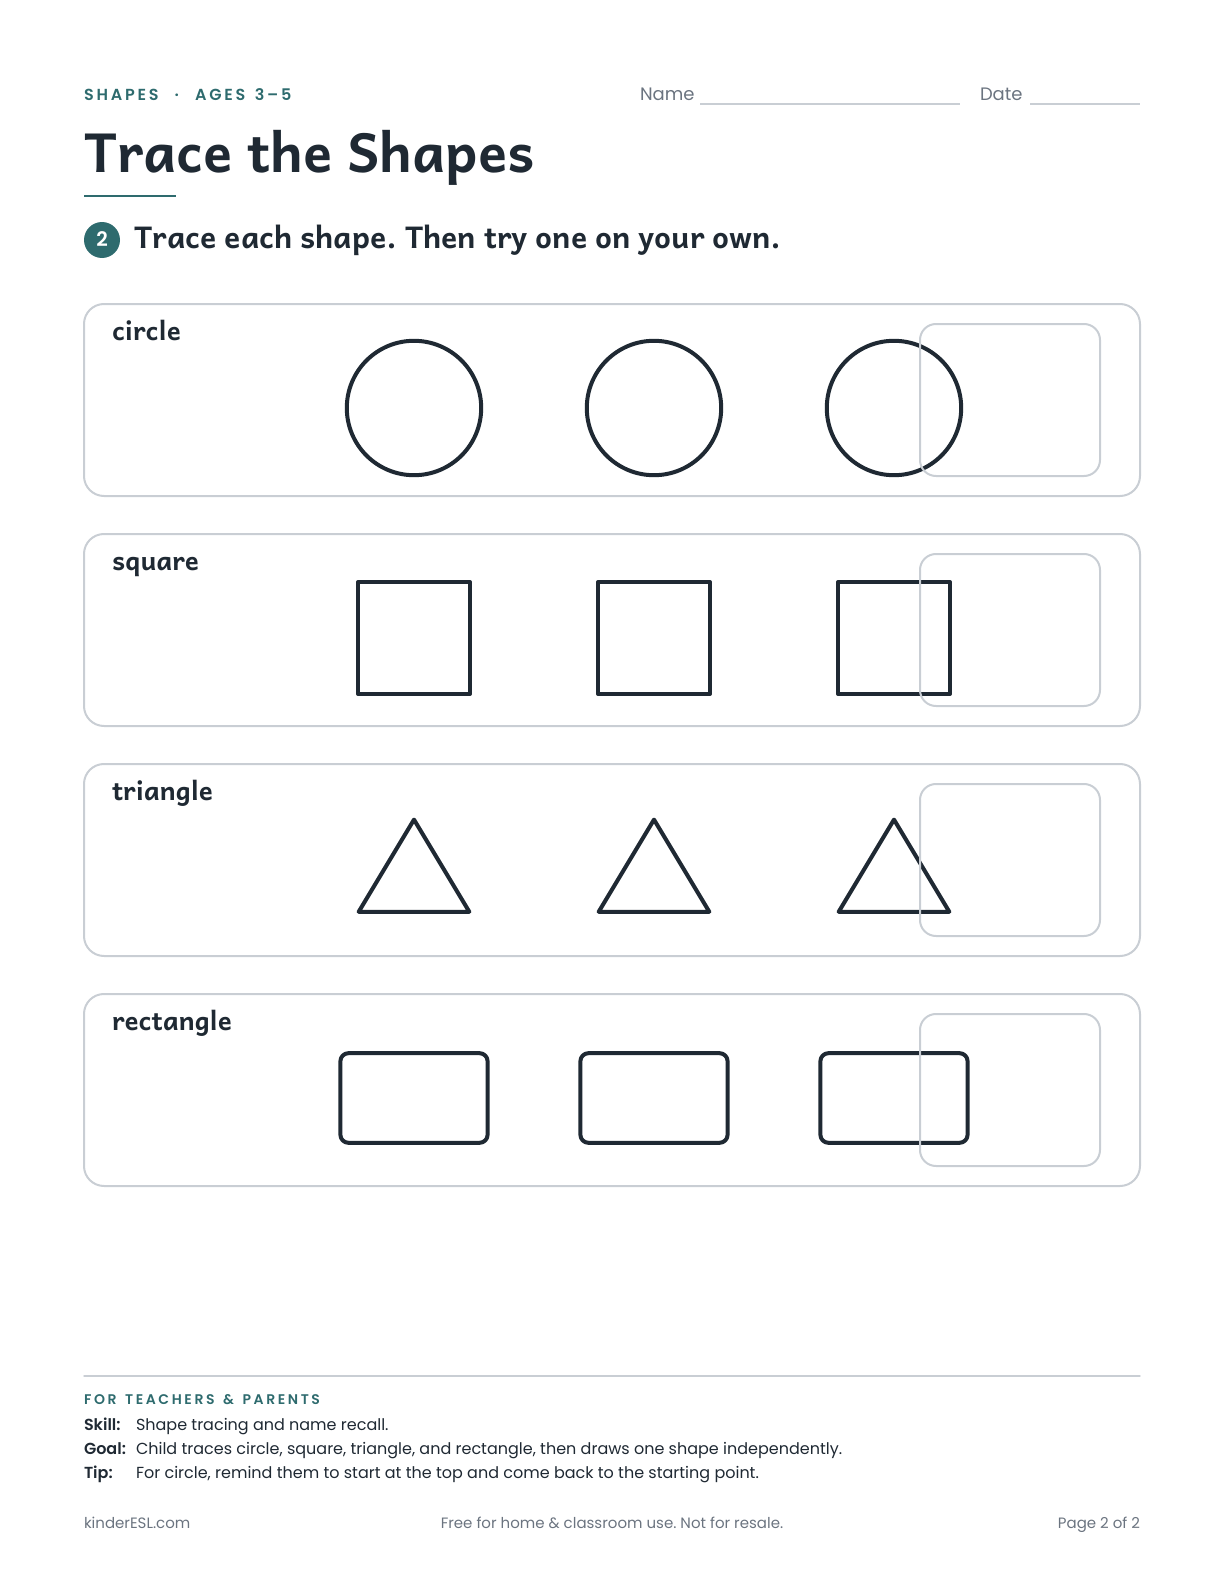 SHAPES · AGES 3–5
Name Date
Trace the Shapes
2 Trace each shape. Then try one on your own.
circle
square
triangle
rectangle
FOR TEACHERS & PARENTS
Skill: Shape tracing and name recall.
Goal: Child traces circle, square, triangle, and rectangle, then draws one shape independently.
Tip: For circle, remind them to start at the top and come back to the starting point.
kinderESL.com Free for home & classroom use. Not for resale. Page 2 of 2